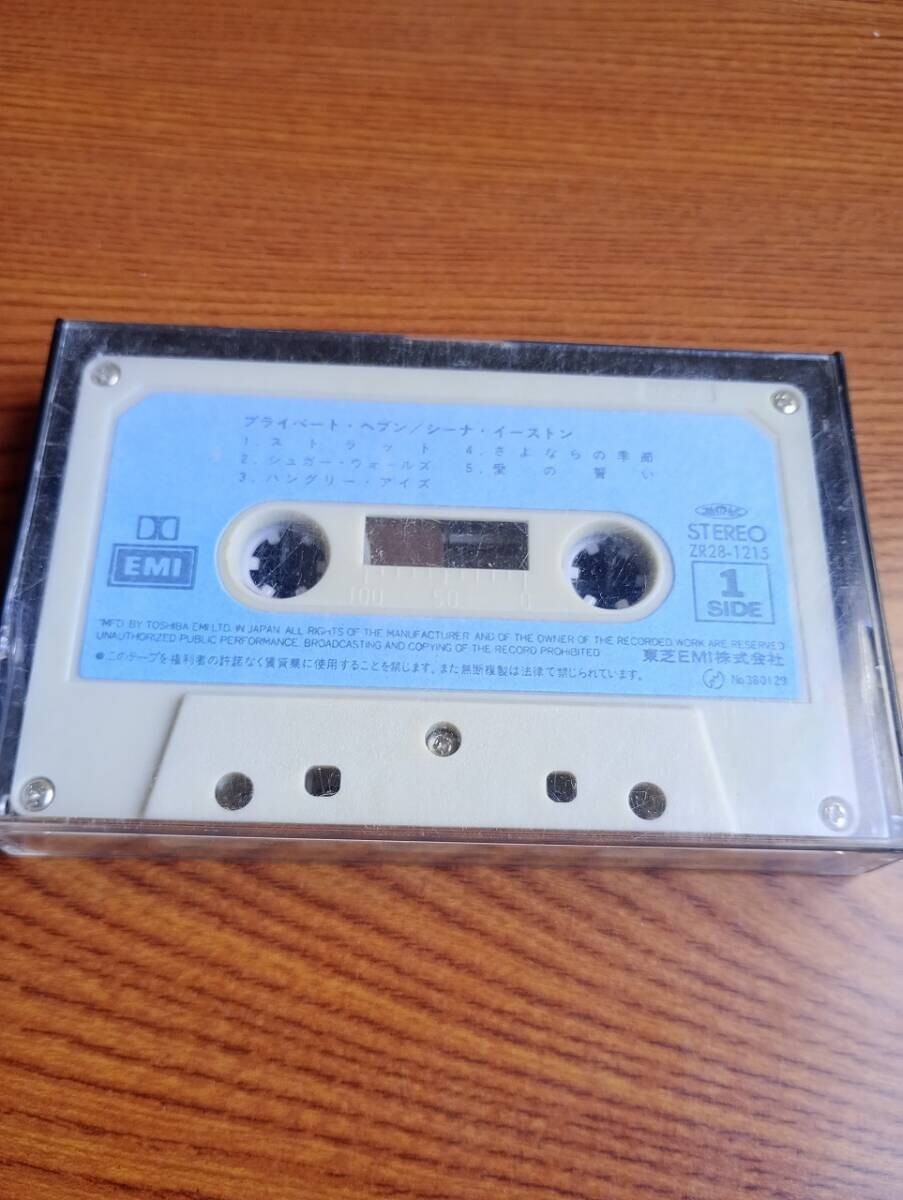 プライベート・ヘブン/シーナ・イーストン
1. ストラット
2. シュガー・ウォールズ
3. ハングリー・アイズ
4. さよならの季節
5. 愛の誓い
EMI
STEREO
ZR28-1215
1
SIDE
100 50 0
"MFD BY TOSHIBA EMI LTD. IN JAPAN. ALL RIGHTS OF THE MANUFACTURER AND OF THE OWNER OF THE RECORDED WORK ARE RESERVED
UNAUTHORIZED PUBLIC PERFORMANCE. BROADCASTING AND COPYING OF THE RECORD PROHIBITED
東芝EMI株式会社
●このテープを権利者の許諾なく賃貸業に使用することを禁じます。また無断複製は法律で禁じられています。
No380129